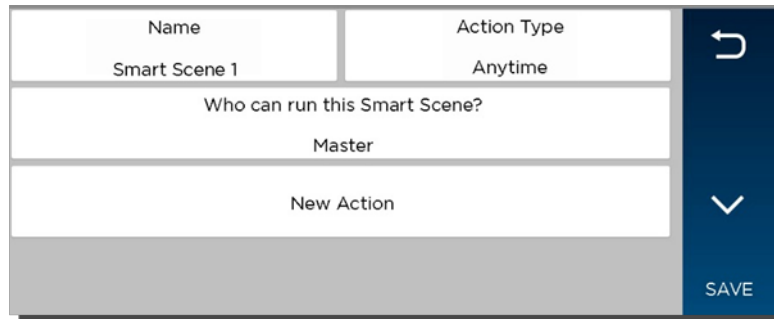 Name
Smart Scene 1
Action Type
Anytime
Who can run this Smart Scene?
Master
New Action
SAVE